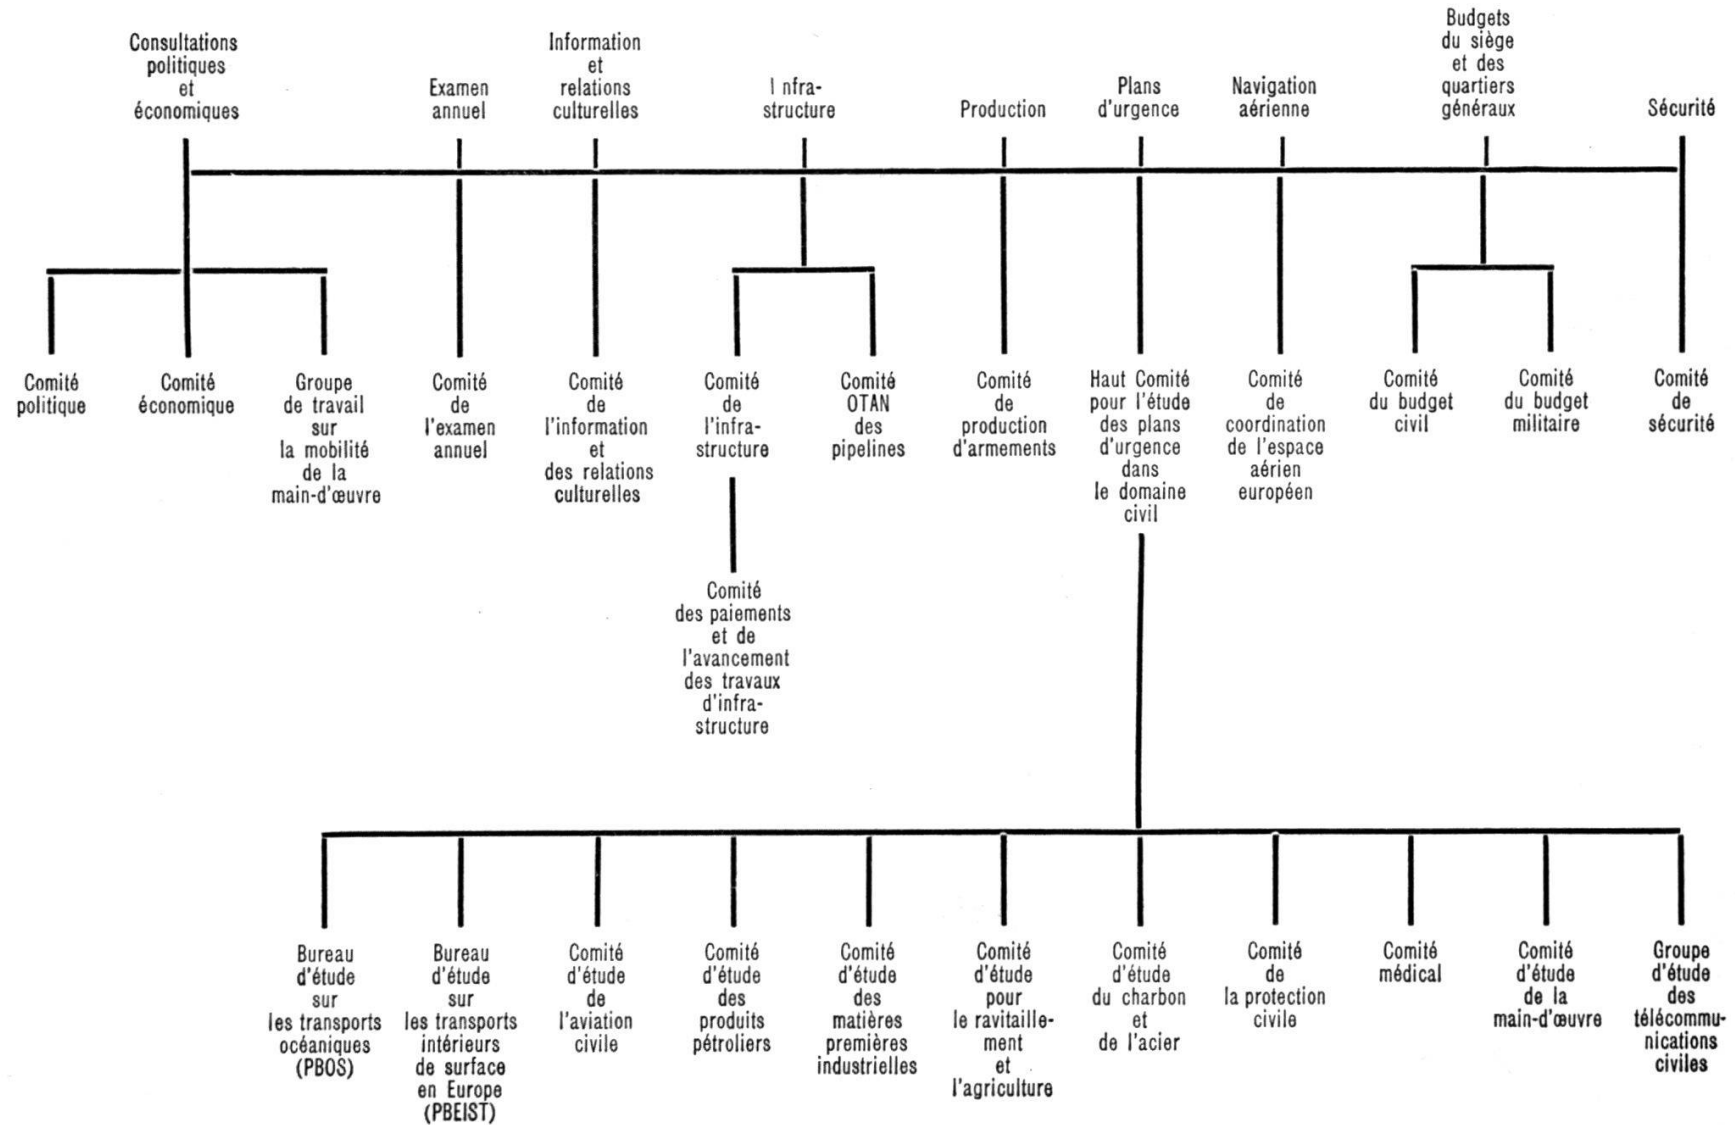 Consultations
politiques
et
économiques
Examen
annuel
Information
et
relations
culturelles
Infra-
structure
Production
Plans
d'urgence
Navigation
aérienne
Budgets
du siège
et des
quartiers
généraux
Sécurité
Comité
politique
Comité
économique
Groupe
de travail
sur
la mobilité
de la
main-d'œuvre
Comité
de
l'examen
annuel
Comité
de
l'information
et
des relations
culturelles
Comité
de
l'infra-
structure
Comité
OTAN
des
pipelines
Comité
de
production
d'armements
Haut Comité
pour l'étude
des plans
d'urgence
dans
le domaine
civil
Comité
de
coordination
de l'espace
aérien
européen
Comité
du budget
civil
Comité
du budget
militaire
Comité
de
sécurité
Comité
des paiements
et de
l'avancement
des travaux
d'infra-
structure
Bureau
d'étude
sur
les transports
océaniques
(PBOS)
Bureau
d'étude
sur
les transports
intérieurs
de surface
en Europe
(PBEIST)
Comité
d'étude
de
l'aviation
civile
Comité
d'étude
des
produits
pétroliers
Comité
d'étude
des
matières
premières
industrielles
Comité
d'étude
pour
le ravitaille-
ment
et
l'agriculture
Comité
d'étude
du charbon
et
de l'acier
Comité
de
la protection
civile
Comité
médical
Comité
d'étude
de la
main-d'œuvre
Groupe
d'étude
des
télécommu-
nications
civiles